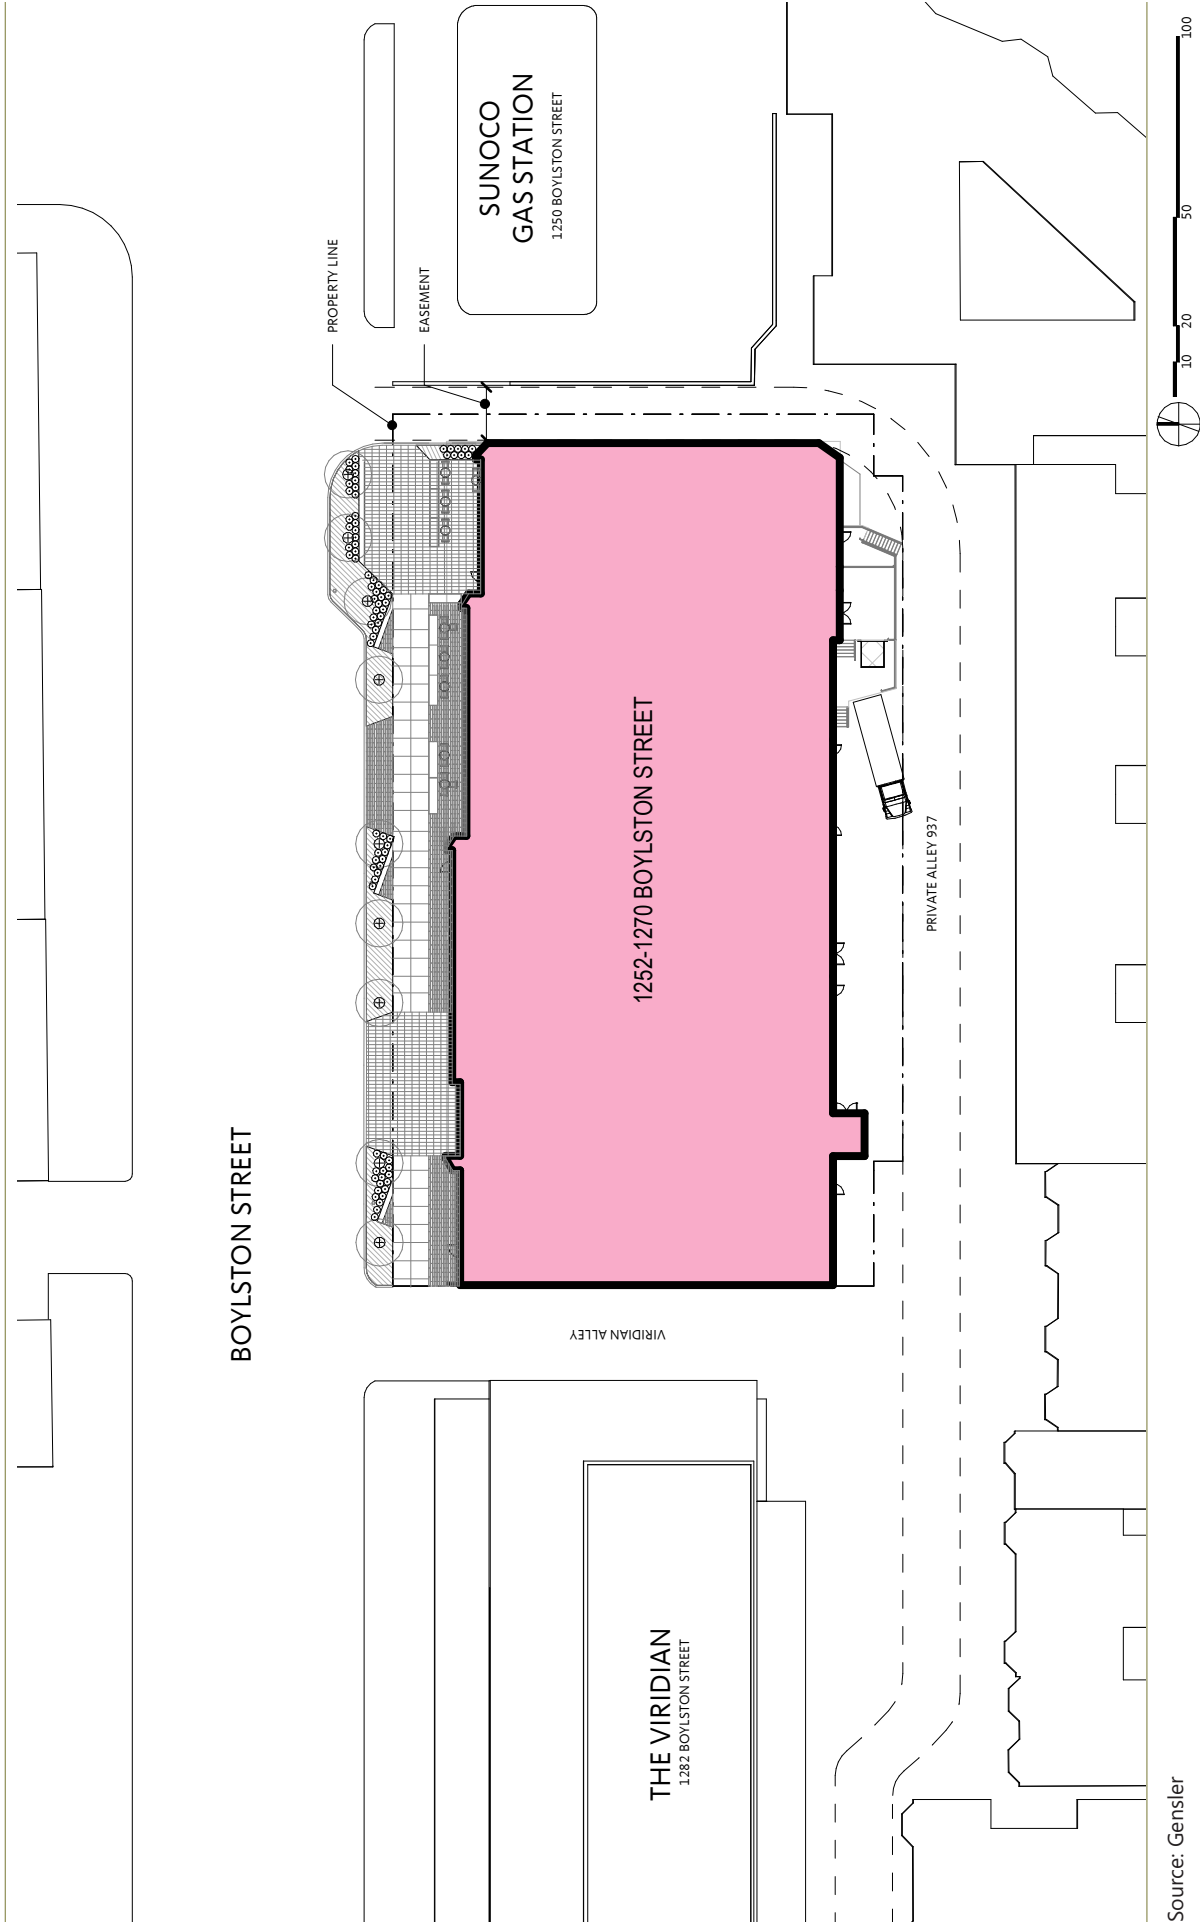 BOYLSTON STREET
PROPERTY LINE
EASEMENT
SUNOCO
GAS STATION
1250 BOYLSTON STREET
1252-1270 BOYLSTON STREET
VIRIDIAN ALLEY
THE VIRIDIAN
1282 BOYLSTON STREET
PRIVATE ALLEY 937
10
20
50
100
Source: Gensler